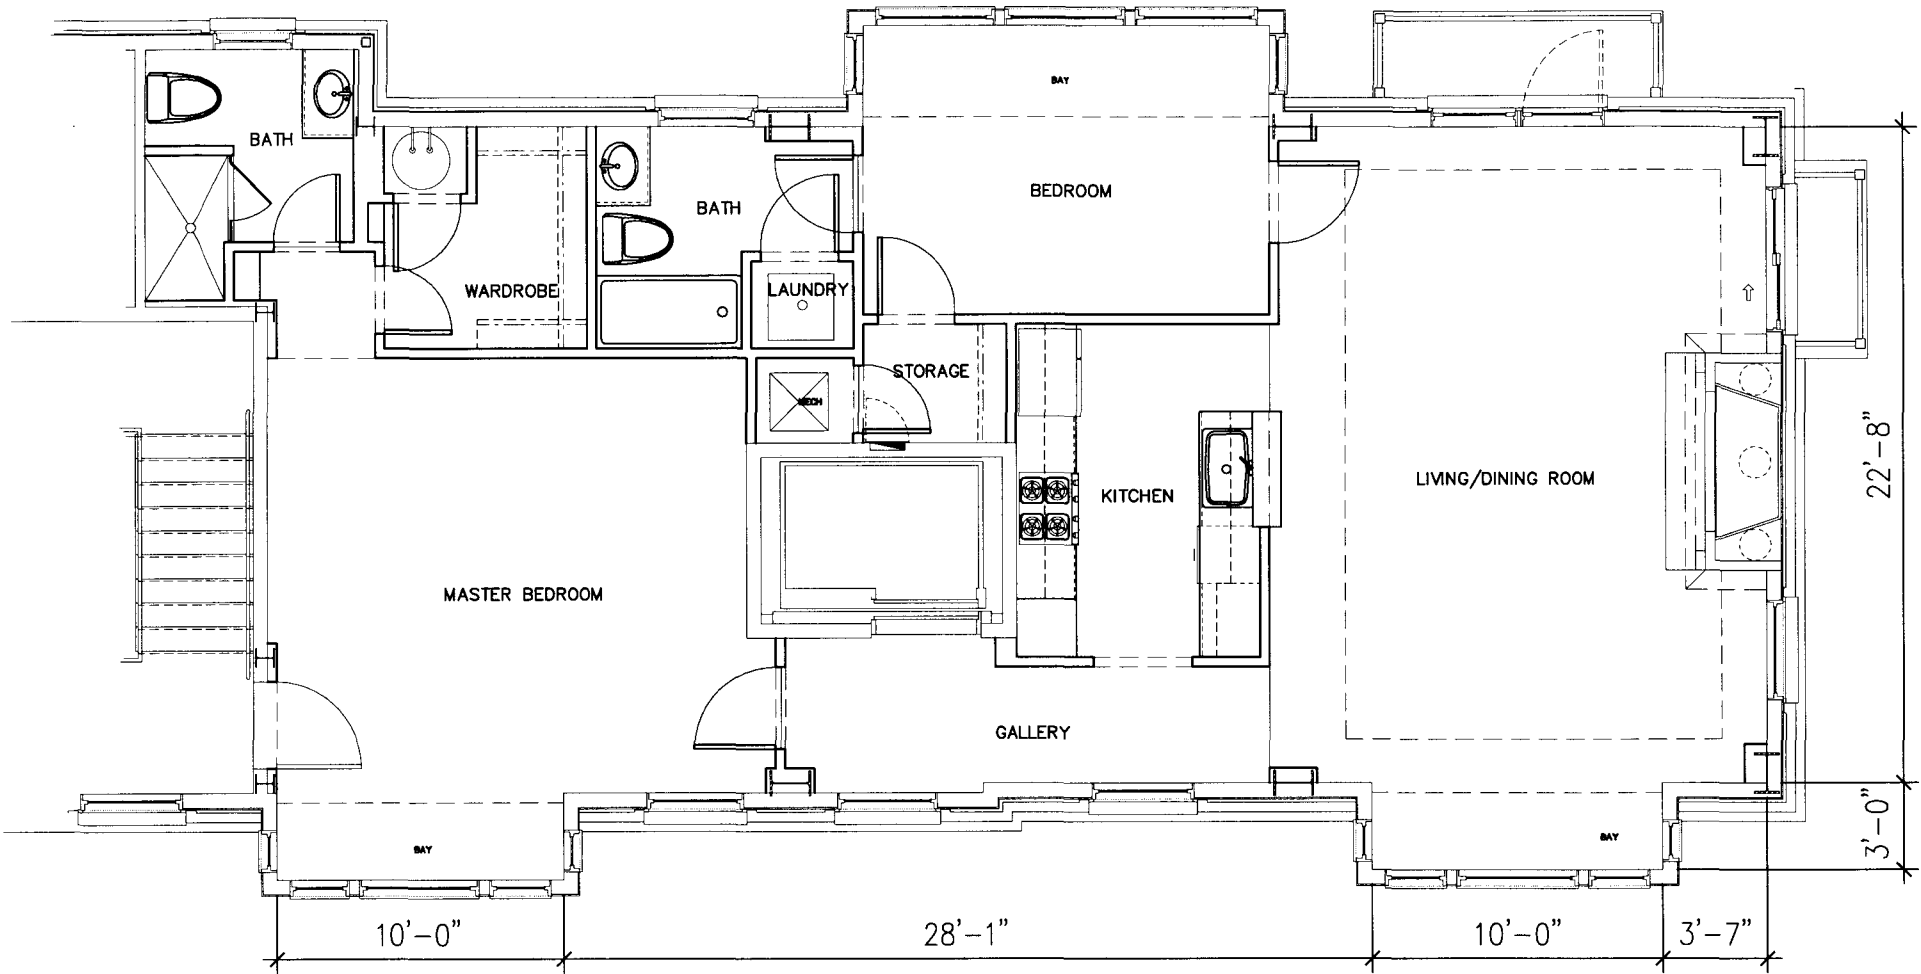 BAY
BATH
BEDROOM
BATH
WARDROBE
LAUNDRY
STORAGE
MECH
KITCHEN
LIVING/DINING ROOM
22'-8"
MASTER BEDROOM
GALLERY
BAY
BAY
3'-0"
10'-0"
28'-1"
10'-0"
3'-7"